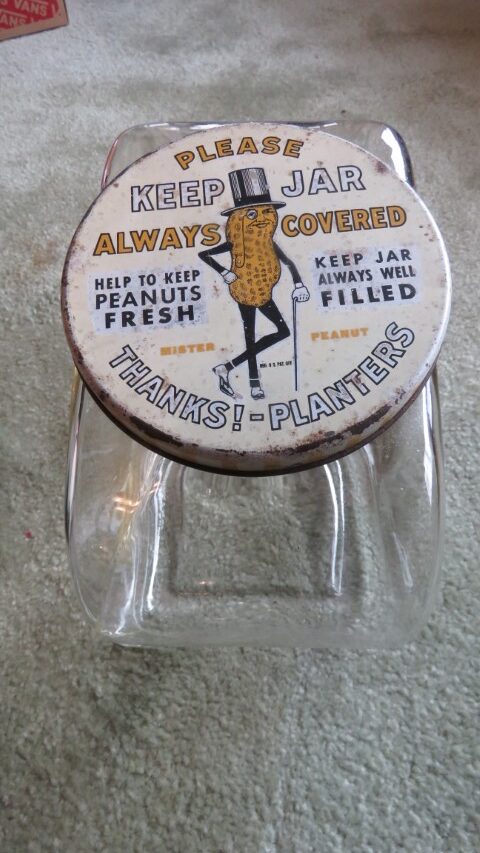 VANS
VANS
PLEASE
KEEP JAR
ALWAYS COVERED
HELP TO KEEP
PEANUTS
FRESH
KEEP JAR
ALWAYS WELL
FILLED
MISTER PEANUT
THANKS! - PLANTERS